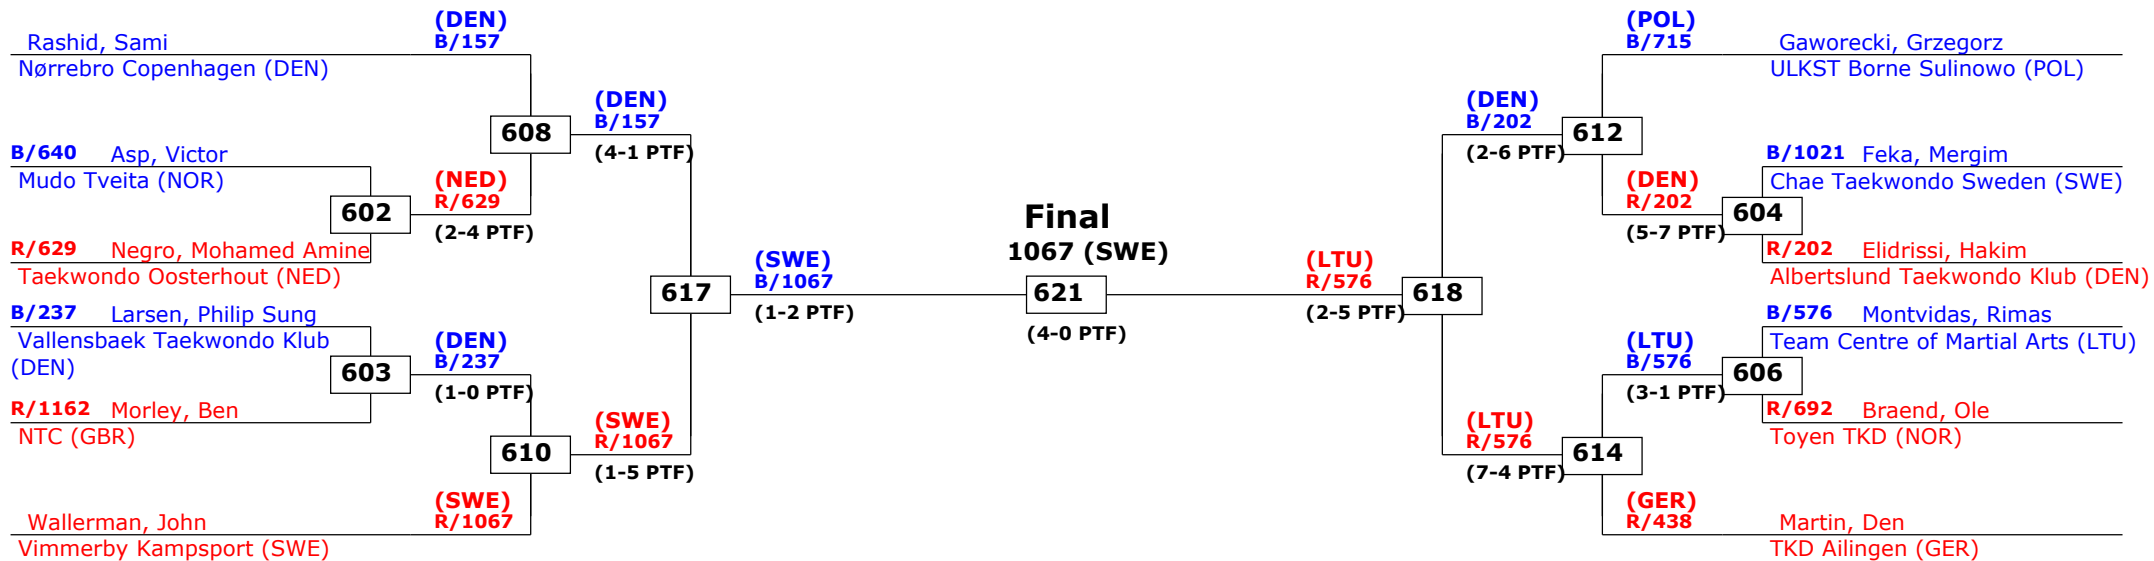 (DEN)
B/157
Rashid, Sami
Nørrebro Copenhagen (DEN)
608
(DEN)
B/157
(4-1 PTF)
B/640 Asp, Victor
Mudo Tveita (NOR)
602
(NED)
R/629
(2-4 PTF)
R/629 Negro, Mohamed Amine
Taekwondo Oosterhout (NED)
617
(SWE)
B/1067
(1-2 PTF)
B/237 Larsen, Philip Sung
Vallensbaek Taekwondo Klub
(DEN)
603
(DEN)
B/237
(1-0 PTF)
R/1162 Morley, Ben
NTC (GBR)
610
(SWE)
R/1067
(1-5 PTF)
(SWE)
R/1067
Wallerman, John
Vimmerby Kampsport (SWE)
Final
1067 (SWE)
621
(4-0 PTF)
(POL)
B/715
Gaworecki, Grzegorz
ULKST Borne Sulinowo (POL)
(DEN)
B/202
(2-6 PTF)
612
B/1021 Feka, Mergim
Chae Taekwondo Sweden (SWE)
(DEN)
R/202
(5-7 PTF)
604
R/202 Elidrissi, Hakim
Albertslund Taekwondo Klub (DEN)
(LTU)
R/576
(2-5 PTF)
618
B/576 Montvidas, Rimas
Team Centre of Martial Arts (LTU)
(LTU)
B/576
(3-1 PTF)
606
R/692 Braend, Ole
Toyen TKD (NOR)
(LTU)
R/576
(7-4 PTF)
614
(GER)
R/438
Martin, Den
TKD Ailingen (GER)